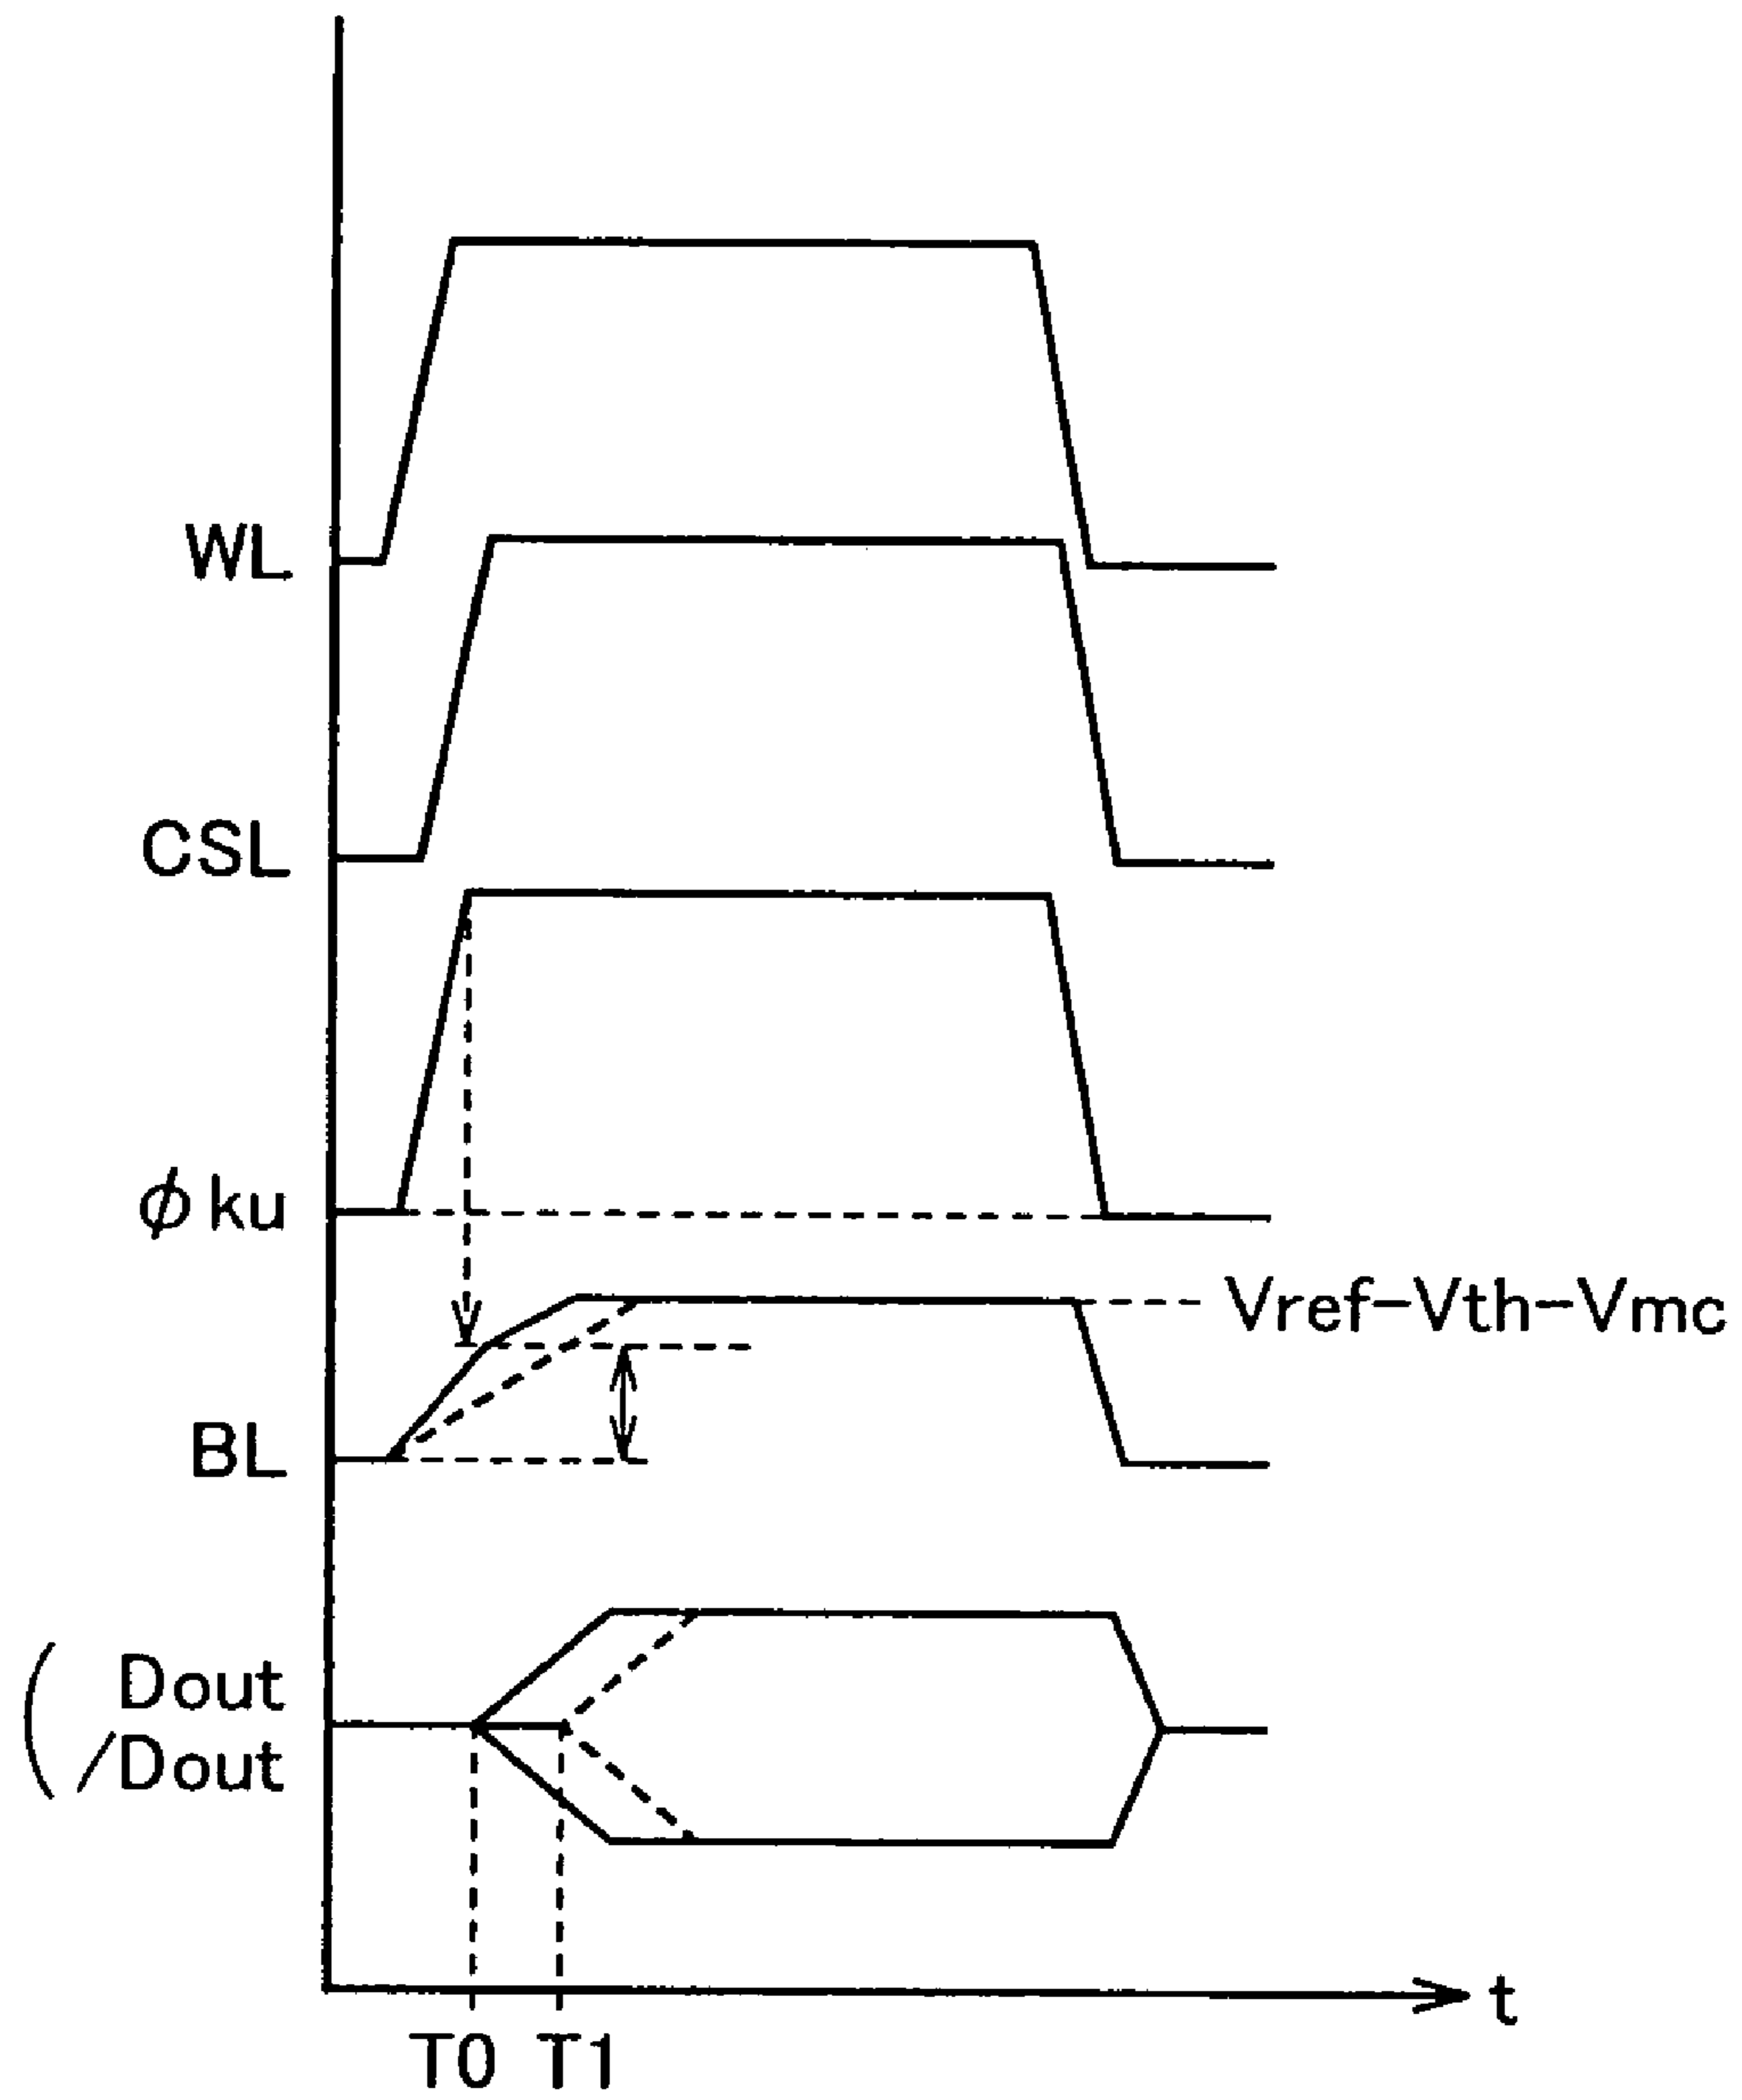 WL
CSL
φku
Vref-Vth-Vmc
BL
Dout
/Dout
t
T0 T1